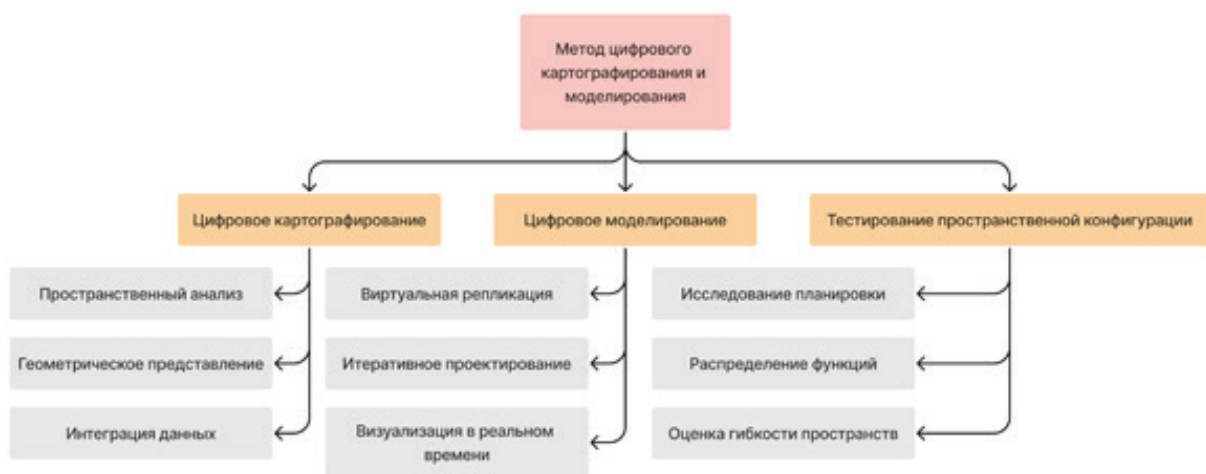 Метод цифрового
картографирования и
моделирования
Цифровое картографирование
Цифровое моделирование
Тестирование пространственной конфигурации
Пространственный анализ
Виртуальная репликация
Исследование планировки
Геометрическое представление
Итеративное проектирование
Распределение функций
Интеграция данных
Визуализация в реальном
времени
Оценка гибкости пространств